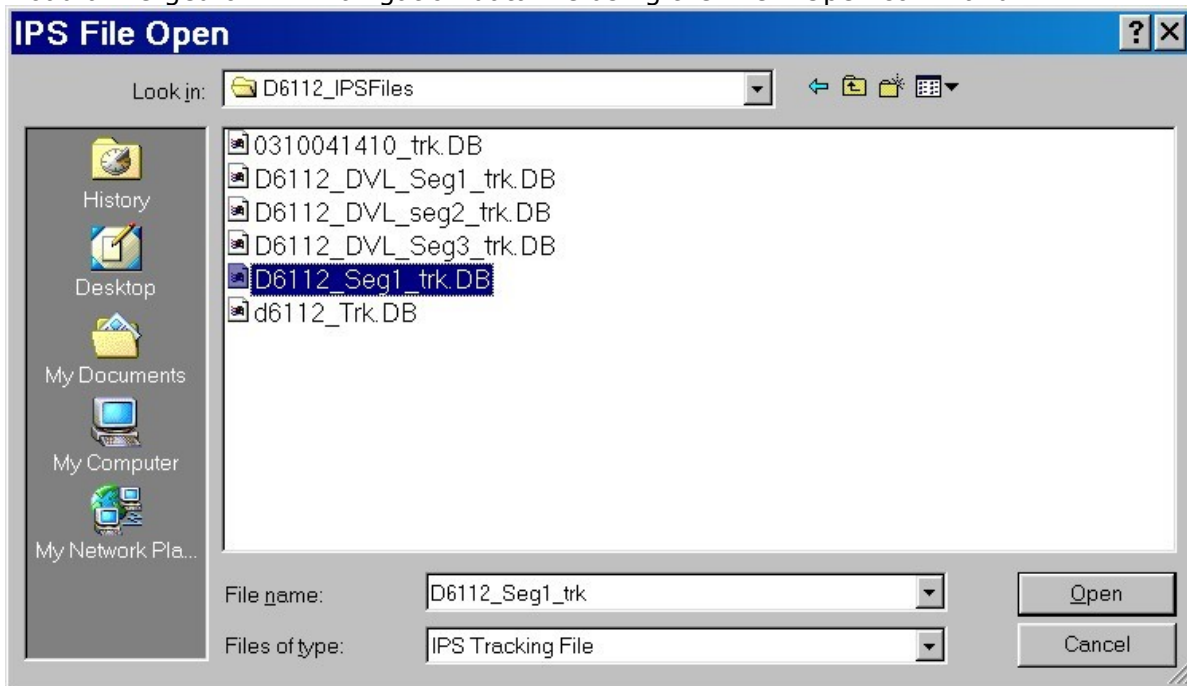 IPS File Open
Look in:
D6112_IPSFiles
History
Desktop
My Documents
My Computer
My Network Pla...
0310041410_trk.DB
D6112_DVL_Seg1_trk.DB
D6112_DVL_seg2_trk.DB
D6112_DVL_Seg3_trk.DB
D6112_Seg1_trk.DB
d6112_Trk.DB
File name:
D6112_Seg1_trk
Open
Files of type:
IPS Tracking File
Cancel